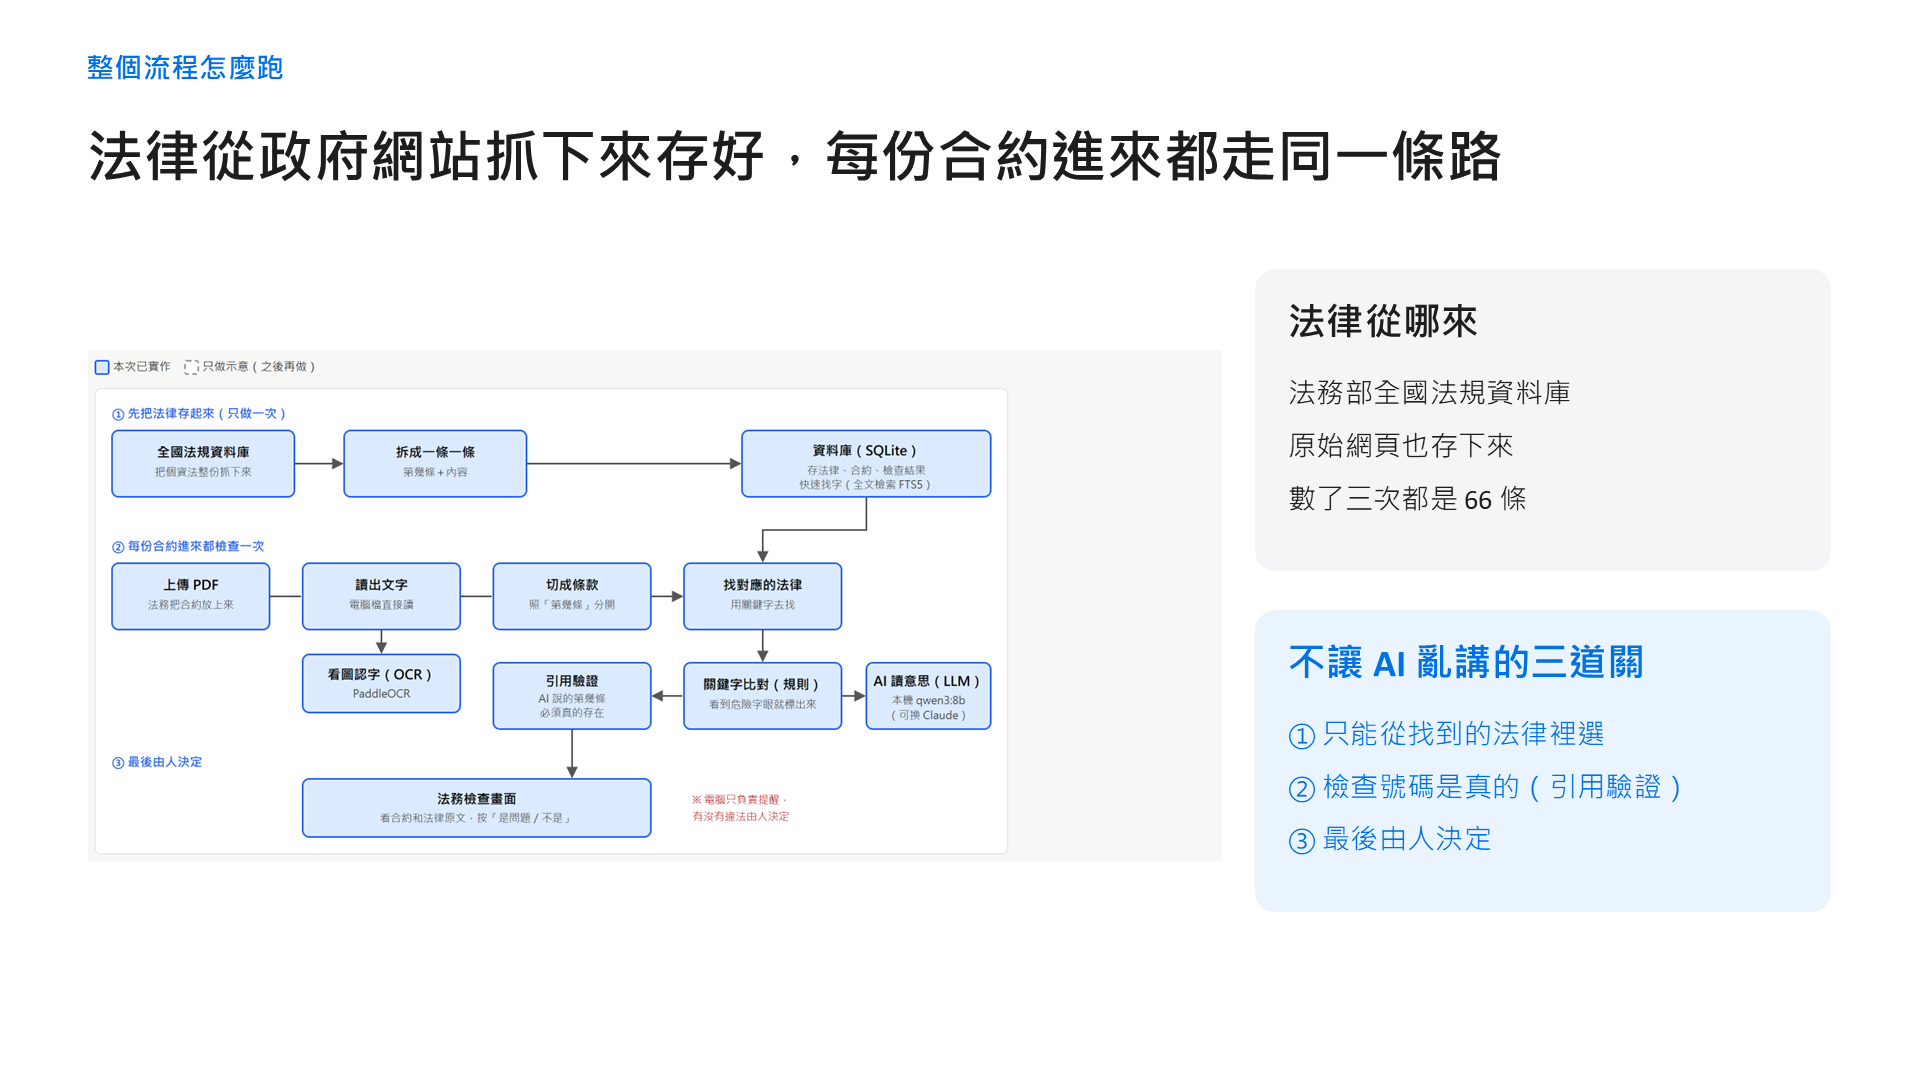 整個流程怎麼跑
法律從政府網站抓下來存好，每份合約進來都走同一條路
本次已實作
只做示意（之後再做）
① 先把法律存起來（只做一次）
全國法規資料庫
把個資法整份抓下來
拆成一條一條
第幾條＋內容
資料庫（SQLite）
存法律、合約、檢查結果
快速找字（全文檢索 FTS5）
② 每份合約進來都檢查一次
上傳 PDF
法務把合約放上來
讀出文字
電腦檔直接讀
切成條款
照「第幾條」分開
找對應的法律
用關鍵字去找
看圖認字（OCR）
PaddleOCR
引用驗證
AI 說的第幾條
必須真的存在
關鍵字比對（規則）
看到危險字眼就標出來
AI 讀意思（LLM）
本機 qwen3:8b
（可換 Claude）
③ 最後由人決定
法務檢查畫面
看合約和法律原文，按「是問題 / 不是」
※ 電腦只負責提醒，
有沒有違法由人決定
法律從哪來
法務部全國法規資料庫
原始網頁也存下來
數了三次都是 66 條
不讓 AI 亂講的三道關
① 只能從找到的法律裡選
② 檢查號碼是真的（引用驗證）
③ 最後由人決定